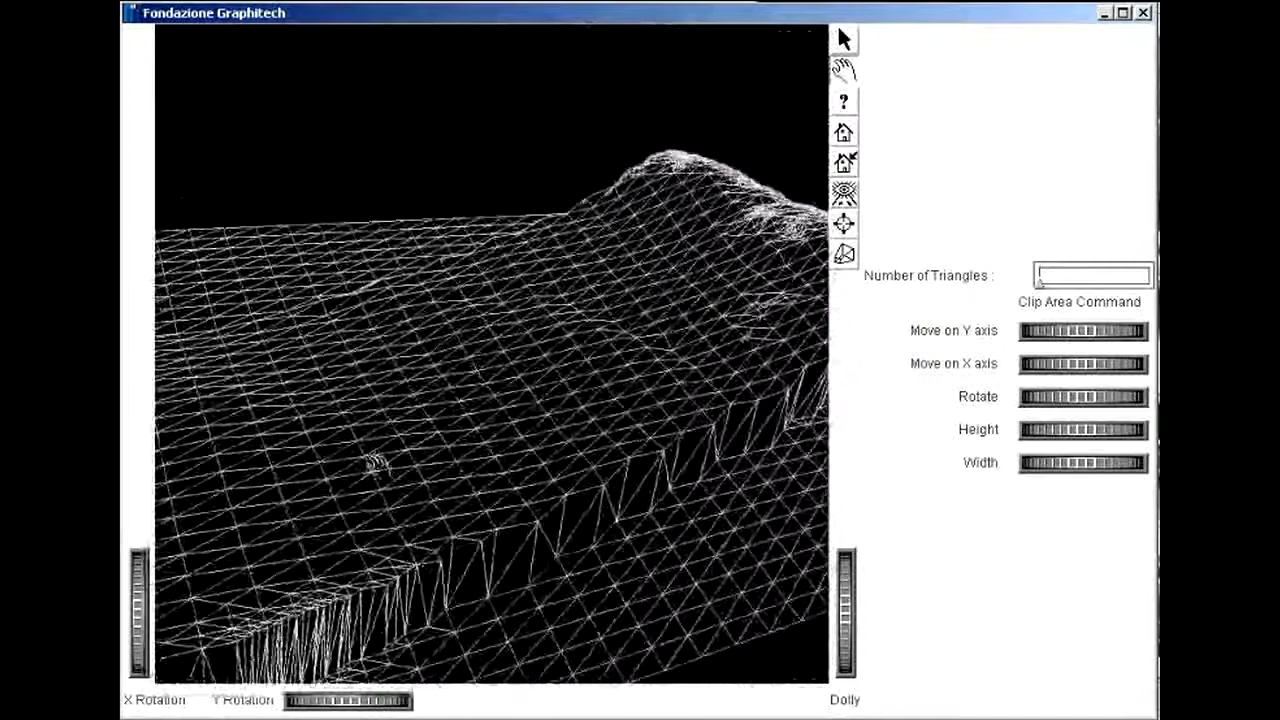 Fondazione Graphitech
?
Number of Triangles :
Clip Area Command
Move on Y axis
Move on X axis
Rotate
Height
Width
X Rotation
Y Rotation
Dolly